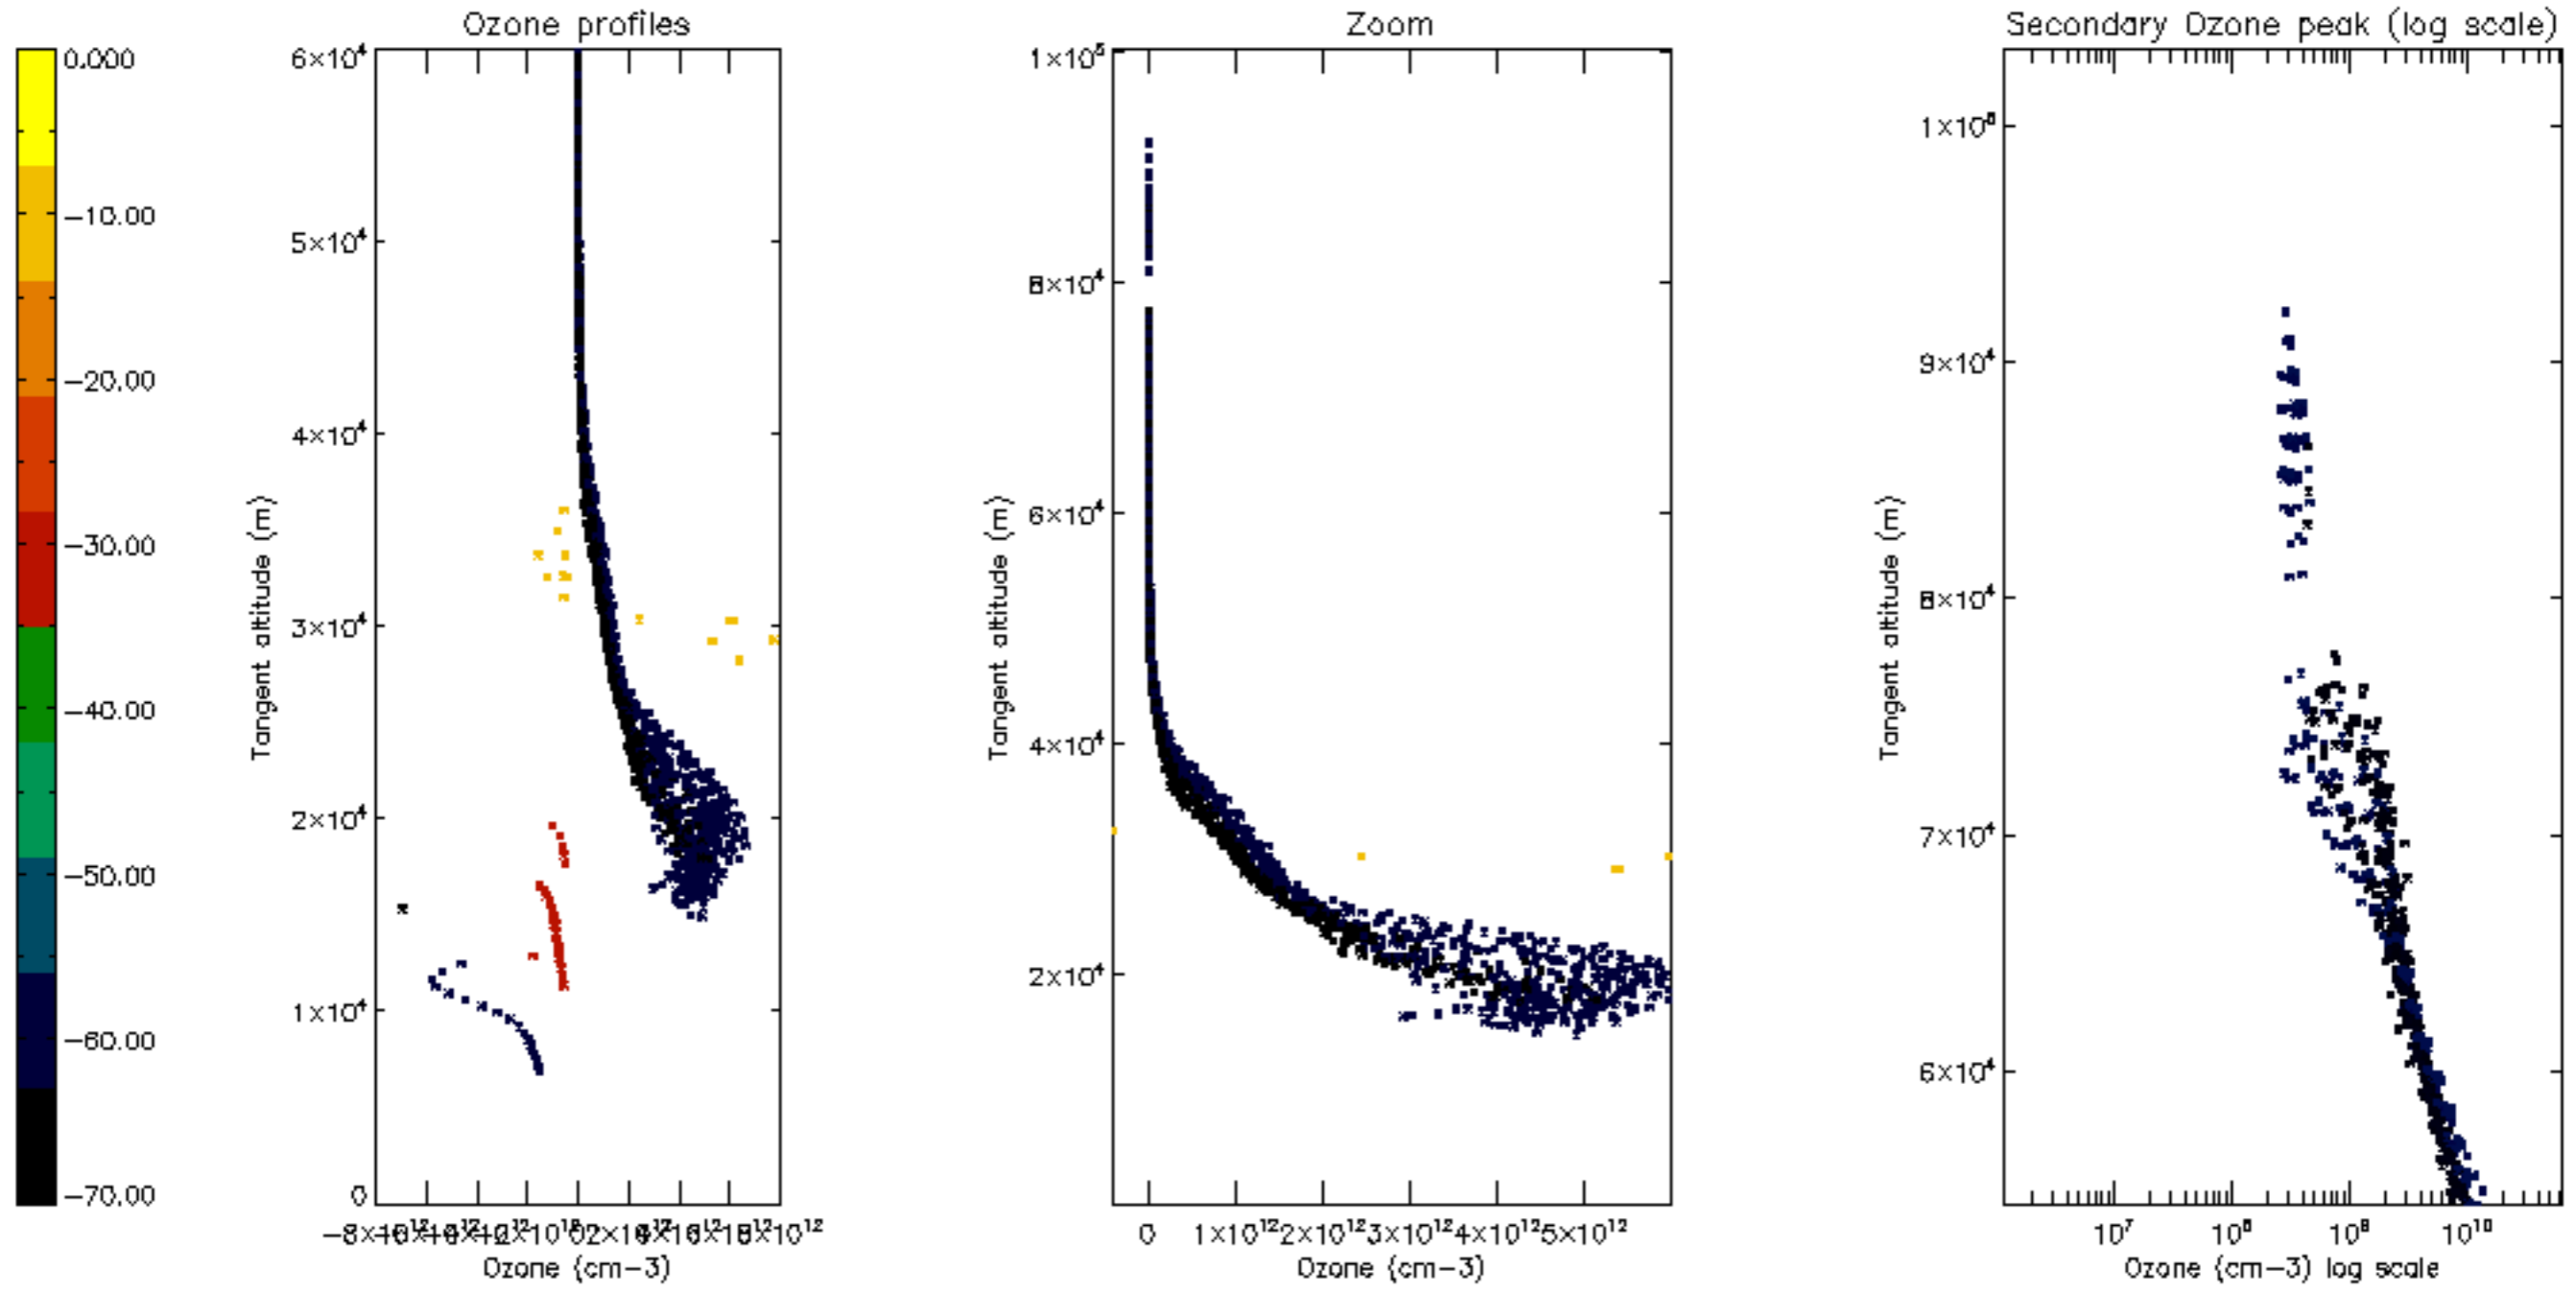 Ozone profiles
Zoom
Secondary Ozone peak (log scale)
0.000
−10.00
−20.00
−30.00
−40.00
−50.00
−60.00
−70.00
6×10⁴
5×10⁴
4×10⁴
3×10⁴
2×10⁴
1×10⁴
0
Tangent altitude (m)
Ozone (cm−3)
1×10⁵
8×10⁴
6×10⁴
4×10⁴
2×10⁴
Tangent altitude (m)
0 1×10¹² 2×10¹² 3×10¹² 4×10¹² 5×10¹²
Ozone (cm−3)
1×10⁵
9×10⁴
8×10⁴
7×10⁴
6×10⁴
Tangent altitude (m)
10⁷ 10⁸ 10⁹ 10¹⁰
Ozone (cm−3) log scale